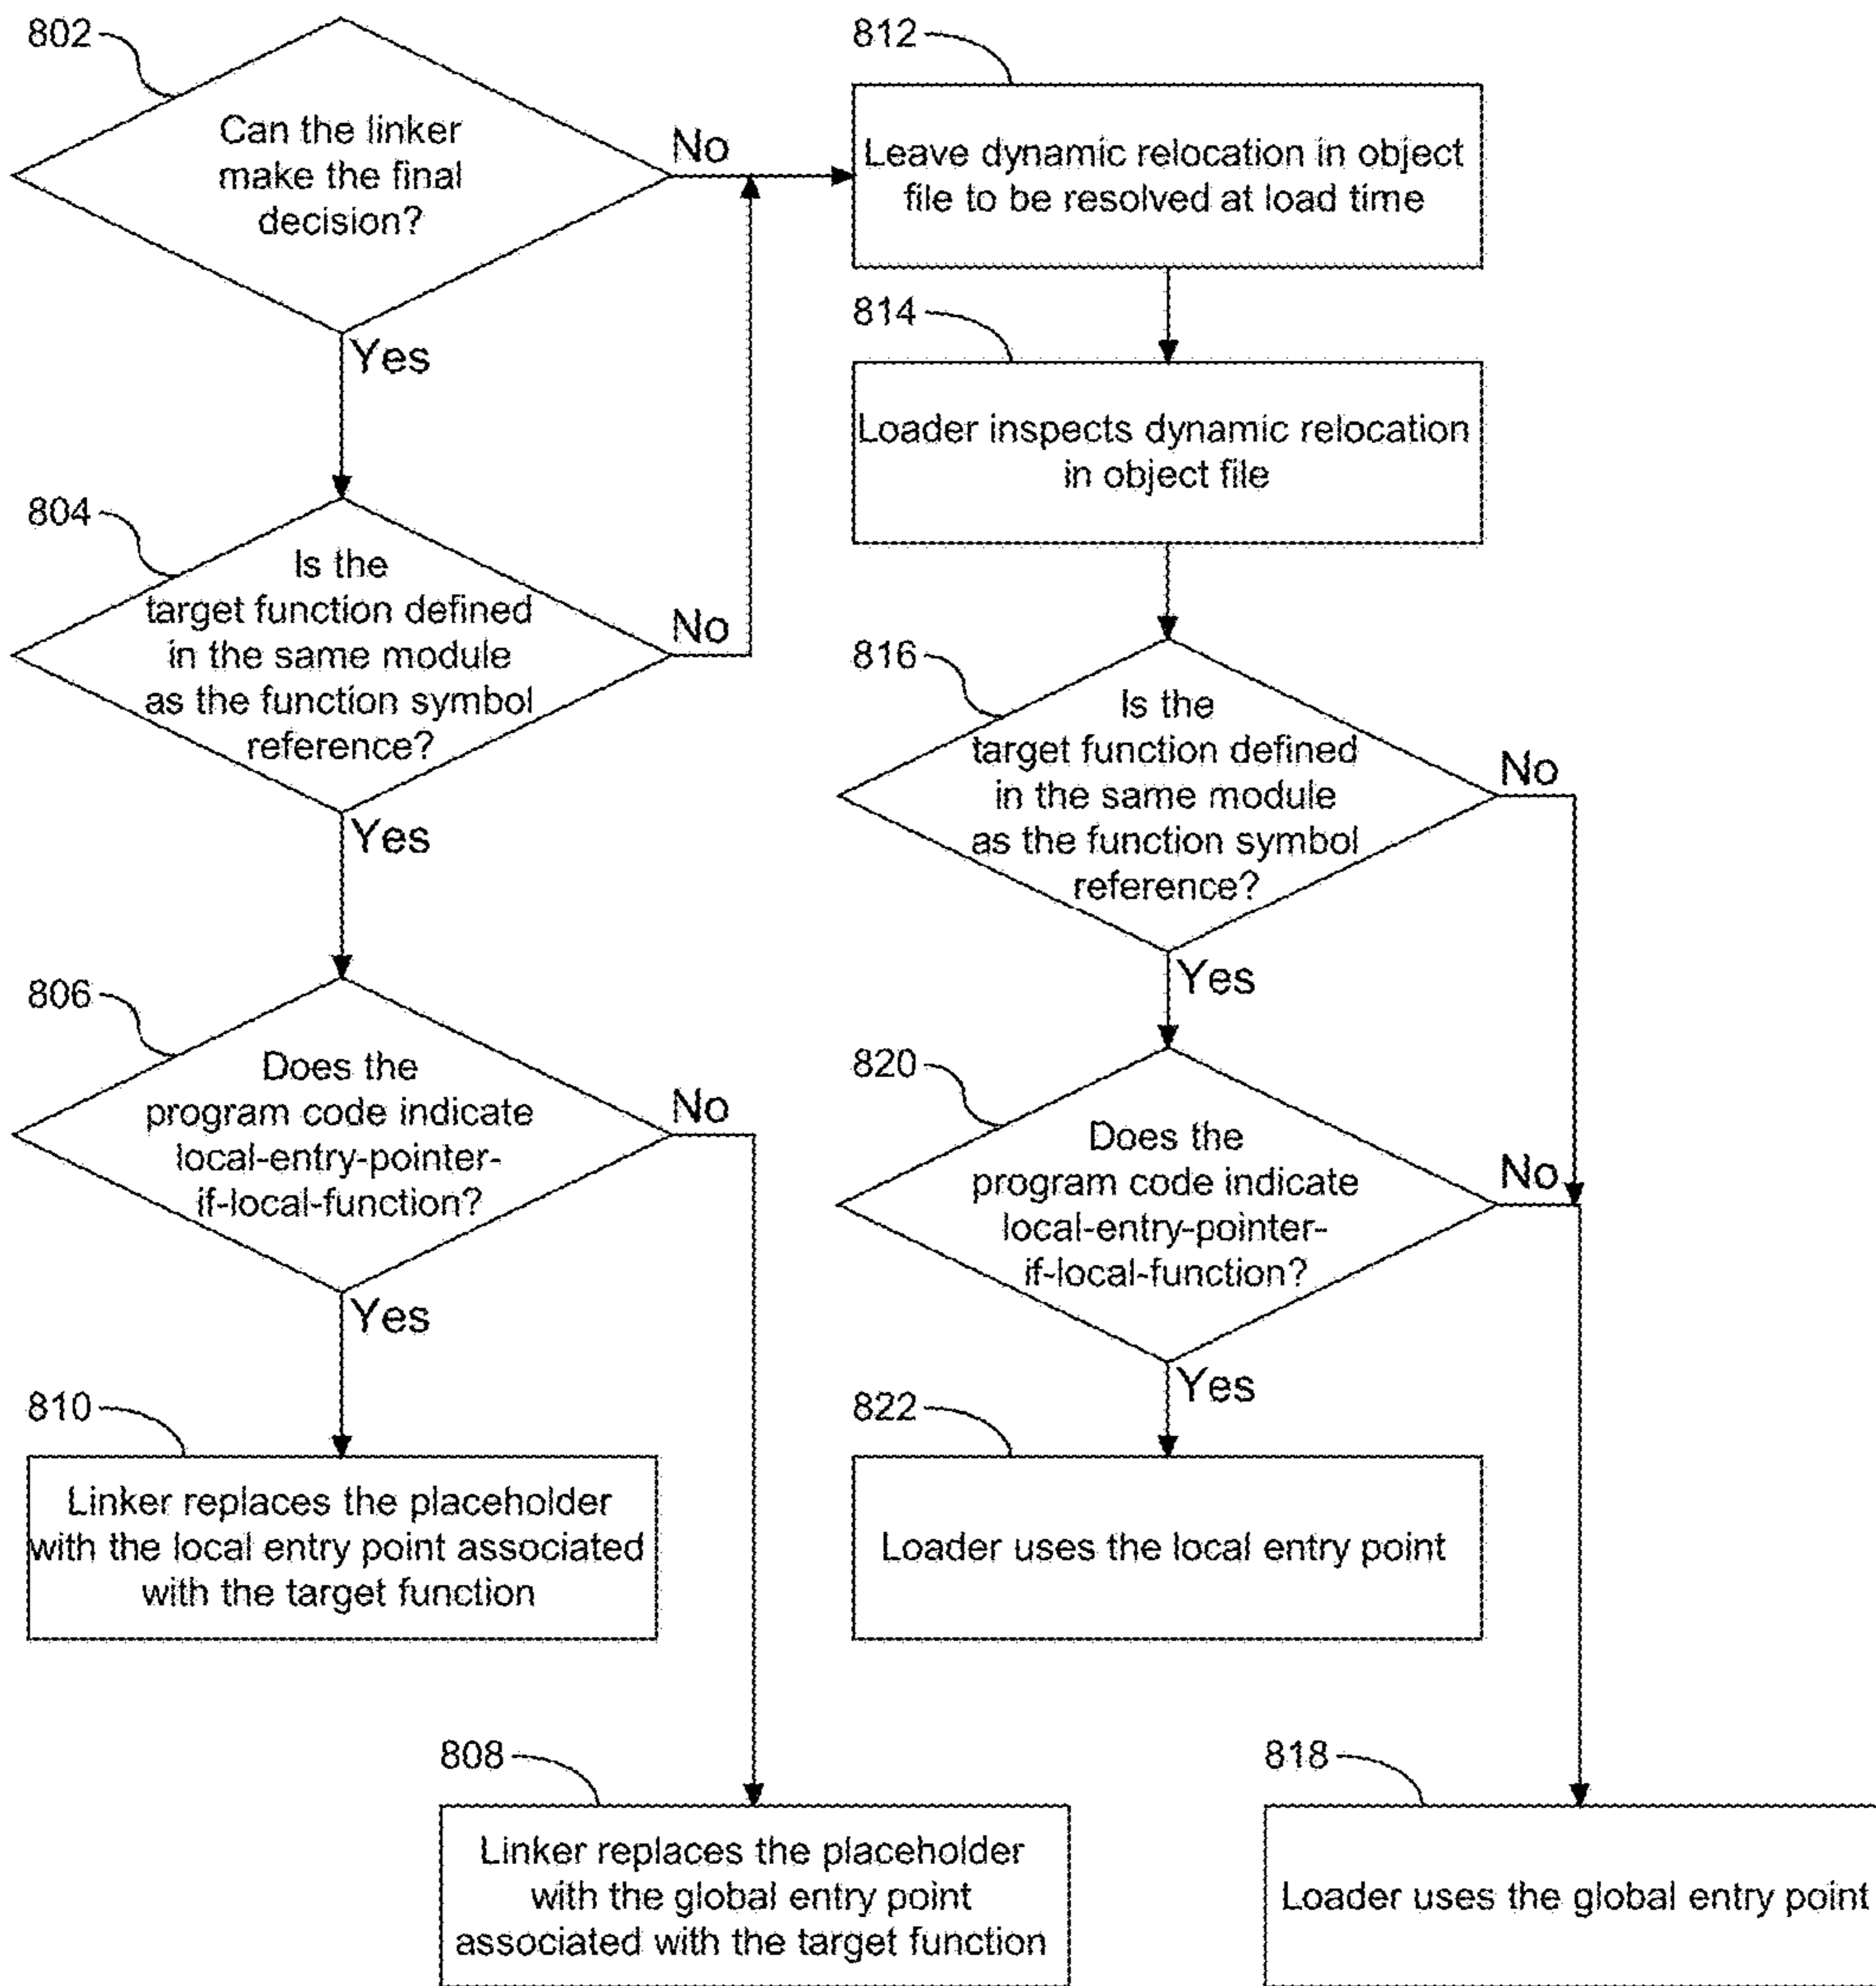 802
Can the linker
make the final
decision?
No
Yes
804
Is the
target function defined
in the same module
as the function symbol
reference?
No
Yes
806
Does the
program code indicate
local-entry-pointer-
if-local-function?
No
Yes
810
Linker replaces the placeholder
with the local entry point associated
with the target function
808
Linker replaces the placeholder
with the global entry point
associated with the target function
812
Leave dynamic relocation in object
file to be resolved at load time
814
Loader inspects dynamic relocation
in object file
816
Is the
target function defined
in the same module
as the function symbol
reference?
No
Yes
820
Does the
program code indicate
local-entry-pointer-
if-local-function?
No
Yes
822
Loader uses the local entry point
818
Loader uses the global entry point